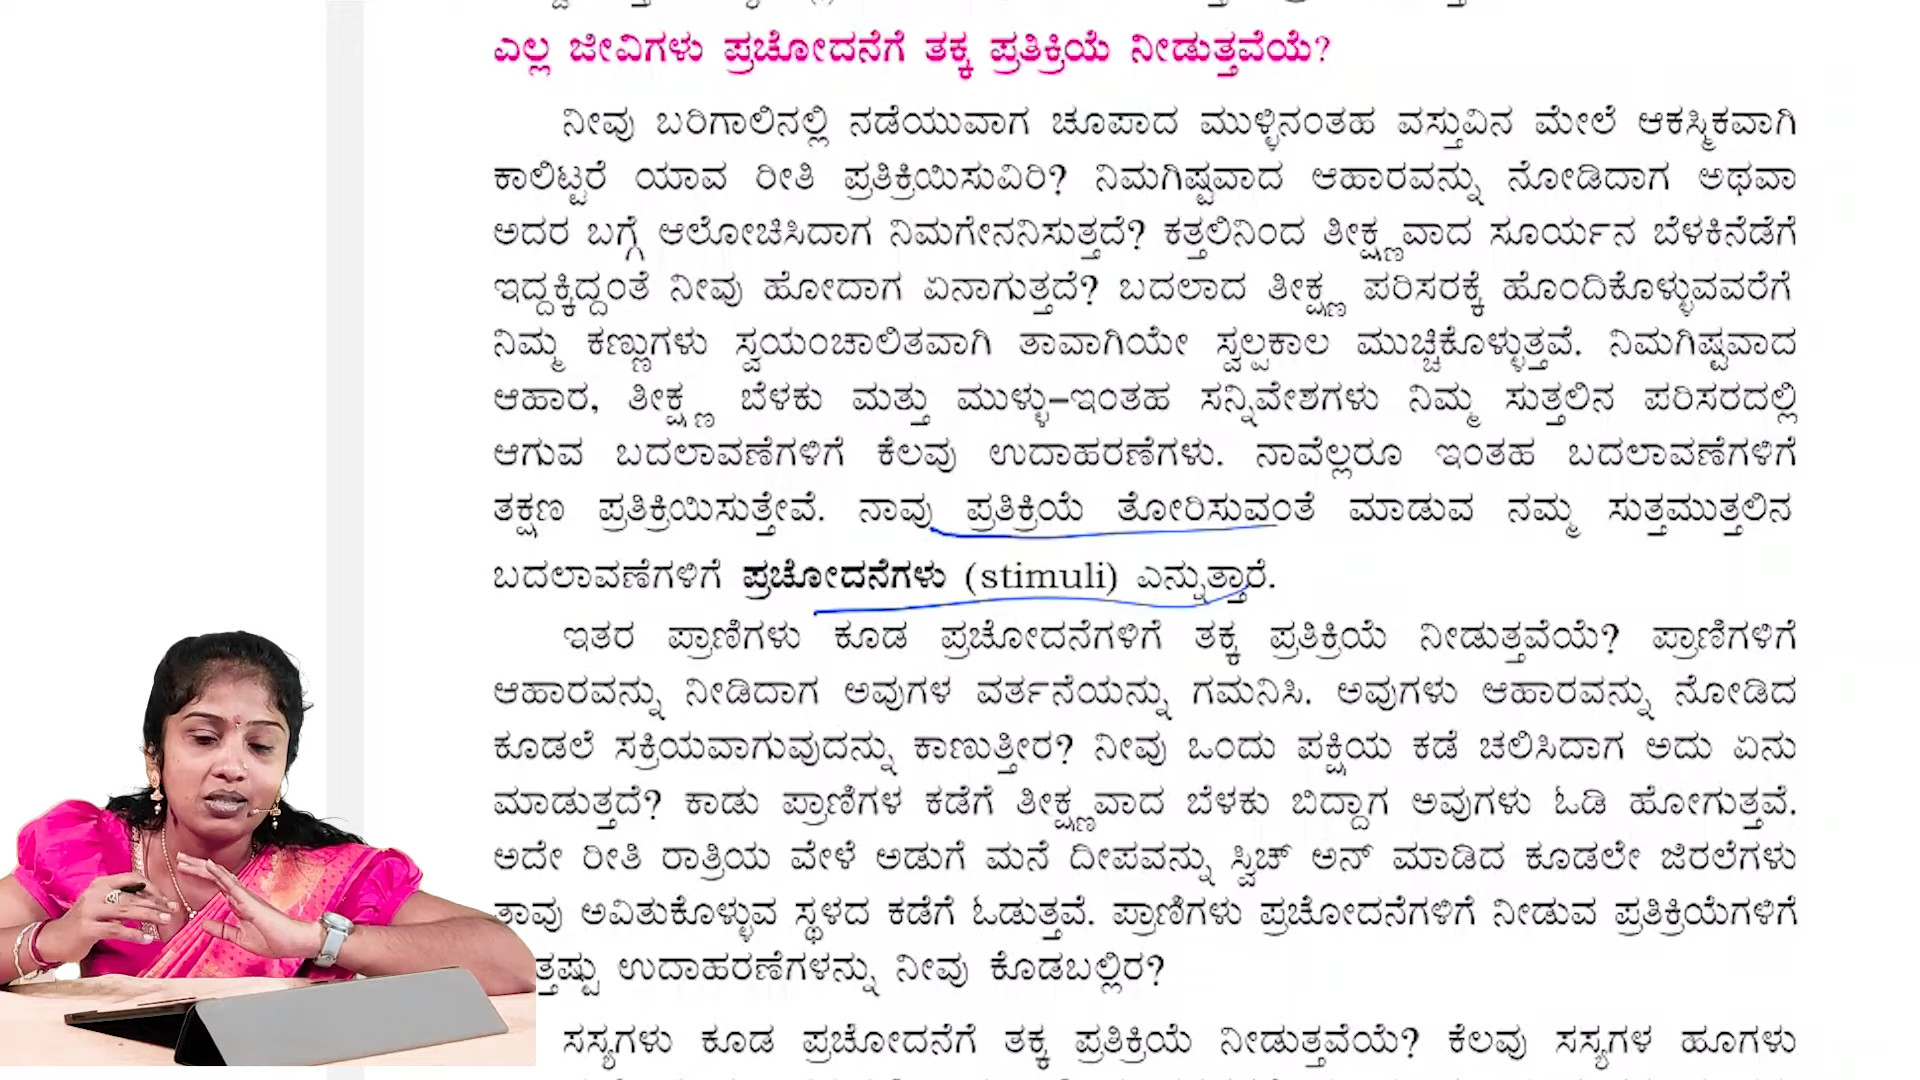 ಎಲ್ಲ ಜೀವಿಗಳು ಪ್ರಚೋದನೆಗೆ ತಕ್ಕ ಪ್ರತಿಕ್ರಿಯೆ ನೀಡುತ್ತವೆಯೆ?
ನೀವು ಬರಿಗಾಲಿನಲ್ಲಿ ನಡೆಯುವಾಗ ಚೂಪಾದ ಮುಳ್ಳಿನಂತಹ ವಸ್ತುವಿನ ಮೇಲೆ ಆಕಸ್ಮಿಕವಾಗಿ
ಕಾಲಿಟ್ಟರೆ ಯಾವ ರೀತಿ ಪ್ರತಿಕ್ರಿಯಿಸುವಿರಿ? ನಿಮಗಿಷ್ಟವಾದ ಆಹಾರವನ್ನು ನೋಡಿದಾಗ ಅಥವಾ
ಅದರ ಬಗ್ಗೆ ಆಲೋಚಿಸಿದಾಗ ನಿಮಗೇನನಿಸುತ್ತದೆ? ಕತ್ತಲಿನಿಂದ ತೀಕ್ಷ್ಣವಾದ ಸೂರ್ಯನ ಬೆಳಕಿನೆಡೆಗೆ
ಇದ್ದಕ್ಕಿದ್ದಂತೆ ನೀವು ಹೋದಾಗ ಏನಾಗುತ್ತದೆ? ಬದಲಾದ ತೀಕ್ಷ್ಣ ಪರಿಸರಕ್ಕೆ ಹೊಂದಿಕೊಳ್ಳುವವರೆಗೆ
ನಿಮ್ಮ ಕಣ್ಣುಗಳು ಸ್ವಯಂಚಾಲಿತವಾಗಿ ತಾವಾಗಿಯೇ ಸ್ವಲ್ಪಕಾಲ ಮುಚ್ಚಿಕೊಳ್ಳುತ್ತವೆ. ನಿಮಗಿಷ್ಟವಾದ
ಆಹಾರ, ತೀಕ್ಷ್ಣ ಬೆಳಕು ಮತ್ತು ಮುಳ್ಳು–ಇಂತಹ ಸನ್ನಿವೇಶಗಳು ನಿಮ್ಮ ಸುತ್ತಲಿನ ಪರಿಸರದಲ್ಲಿ
ಆಗುವ ಬದಲಾವಣೆಗಳಿಗೆ ಕೆಲವು ಉದಾಹರಣೆಗಳು. ನಾವೆಲ್ಲರೂ ಇಂತಹ ಬದಲಾವಣೆಗಳಿಗೆ
ತಕ್ಷಣ ಪ್ರತಿಕ್ರಿಯಿಸುತ್ತೇವೆ. ನಾವು ಪ್ರತಿಕ್ರಿಯೆ ತೋರಿಸುವಂತೆ ಮಾಡುವ ನಮ್ಮ ಸುತ್ತಮುತ್ತಲಿನ
ಬದಲಾವಣೆಗಳಿಗೆ ಪ್ರಚೋದನೆಗಳು (stimuli) ಎನ್ನುತ್ತಾರೆ.
ಇತರ ಪ್ರಾಣಿಗಳು ಕೂಡ ಪ್ರಚೋದನೆಗಳಿಗೆ ತಕ್ಕ ಪ್ರತಿಕ್ರಿಯೆ ನೀಡುತ್ತವೆಯೆ? ಪ್ರಾಣಿಗಳಿಗೆ
ಆಹಾರವನ್ನು ನೀಡಿದಾಗ ಅವುಗಳ ವರ್ತನೆಯನ್ನು ಗಮನಿಸಿ. ಅವುಗಳು ಆಹಾರವನ್ನು ನೋಡಿದ
ಕೂಡಲೆ ಸಕ್ರಿಯವಾಗುವುದನ್ನು ಕಾಣುತ್ತೀರ? ನೀವು ಒಂದು ಪಕ್ಷಿಯ ಕಡೆ ಚಲಿಸಿದಾಗ ಅದು ಏನು
ಮಾಡುತ್ತದೆ? ಕಾಡು ಪ್ರಾಣಿಗಳ ಕಡೆಗೆ ತೀಕ್ಷ್ಣವಾದ ಬೆಳಕು ಬಿದ್ದಾಗ ಅವುಗಳು ಓಡಿ ಹೋಗುತ್ತವೆ.
ಅದೇ ರೀತಿ ರಾತ್ರಿಯ ವೇಳೆ ಅಡುಗೆ ಮನೆ ದೀಪವನ್ನು ಸ್ವಿಚ್ ಅನ್ ಮಾಡಿದ ಕೂಡಲೇ ಜಿರಲೆಗಳು
ತಾವು ಅವಿತುಕೊಳ್ಳುವ ಸ್ಥಳದ ಕಡೆಗೆ ಓಡುತ್ತವೆ. ಪ್ರಾಣಿಗಳು ಪ್ರಚೋದನೆಗಳಿಗೆ ನೀಡುವ ಪ್ರತಿಕ್ರಿಯೆಗಳಿಗೆ
ಉದಾಹರಣೆಗಳನ್ನು ನೀವು ಕೊಡಬಲ್ಲಿರ?
ಸಸ್ಯಗಳು ಕೂಡ ಪ್ರಚೋದನೆಗೆ ತಕ್ಕ ಪ್ರತಿಕ್ರಿಯೆ ನೀಡುತ್ತವೆಯೆ? ಕೆಲವು ಸಸ್ಯಗಳ ಹೂಗಳು